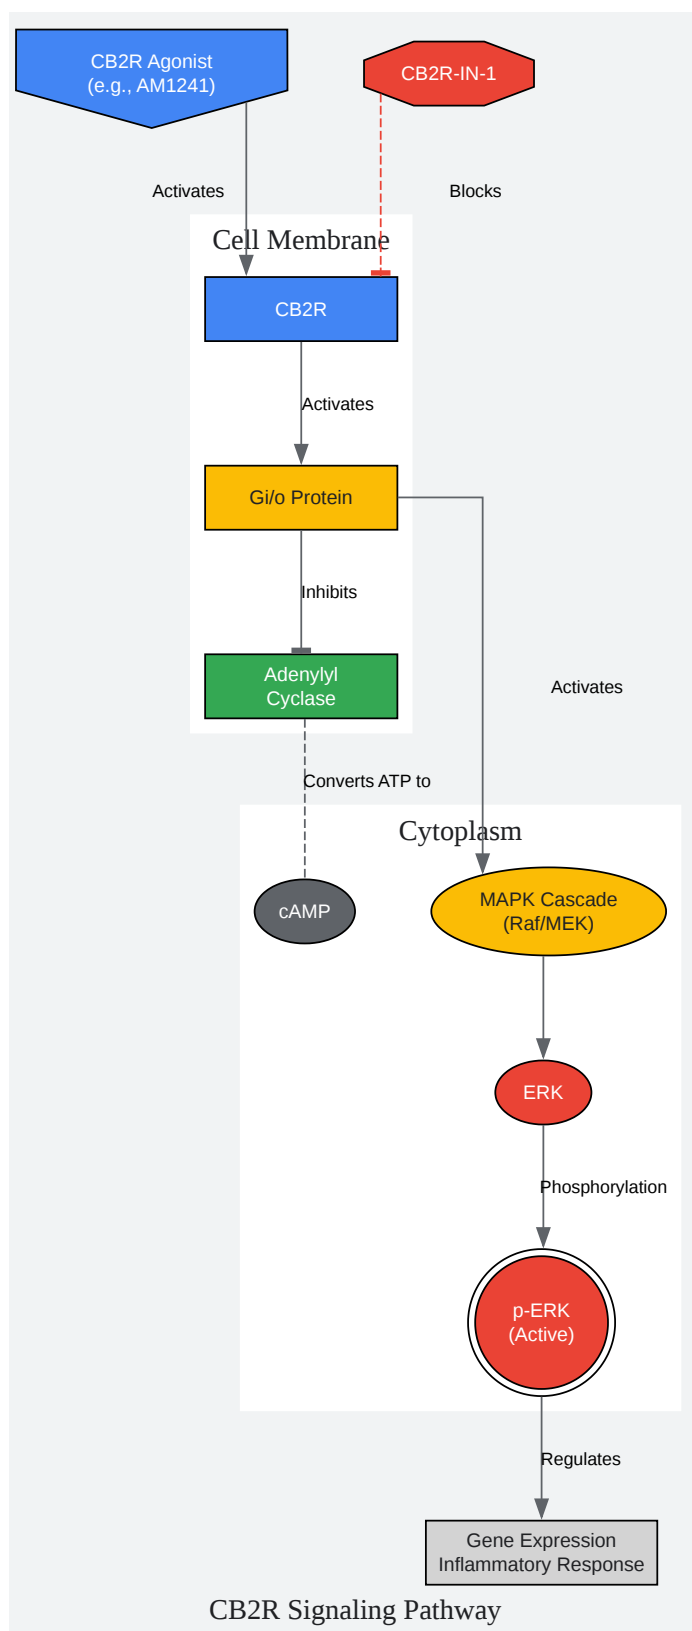 CB2R Agonist
(e.g., AM1241)
CB2R-IN-1
Activates
Blocks
Cell Membrane
CB2R
Activates
Gi/o Protein
Inhibits
Adenylyl
Cyclase
Activates
Converts ATP to
Cytoplasm
cAMP
MAPK Cascade
(Raf/MEK)
ERK
Phosphorylation
p-ERK
(Active)
Regulates
Gene Expression
Inflammatory Response
CB2R Signaling Pathway